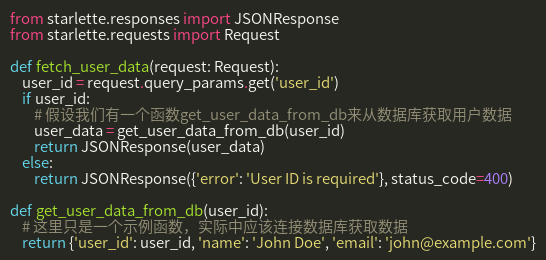 from starlette.responses import JSONResponse
from starlette.requests import Request

def fetch_user_data(request: Request):
    user_id = request.query_params.get('user_id')
    if user_id:
        # 假设我们有一个函数get_user_data_from_db来从数据库获取用户数据
        user_data = get_user_data_from_db(user_id)
        return JSONResponse(user_data)
    else:
        return JSONResponse({'error': 'User ID is required'}, status_code=400)

def get_user_data_from_db(user_id):
    # 这里只是一个示例函数，实际中应该连接数据库获取数据
    return {'user_id': user_id, 'name': 'John Doe', 'email': 'john@example.com'}